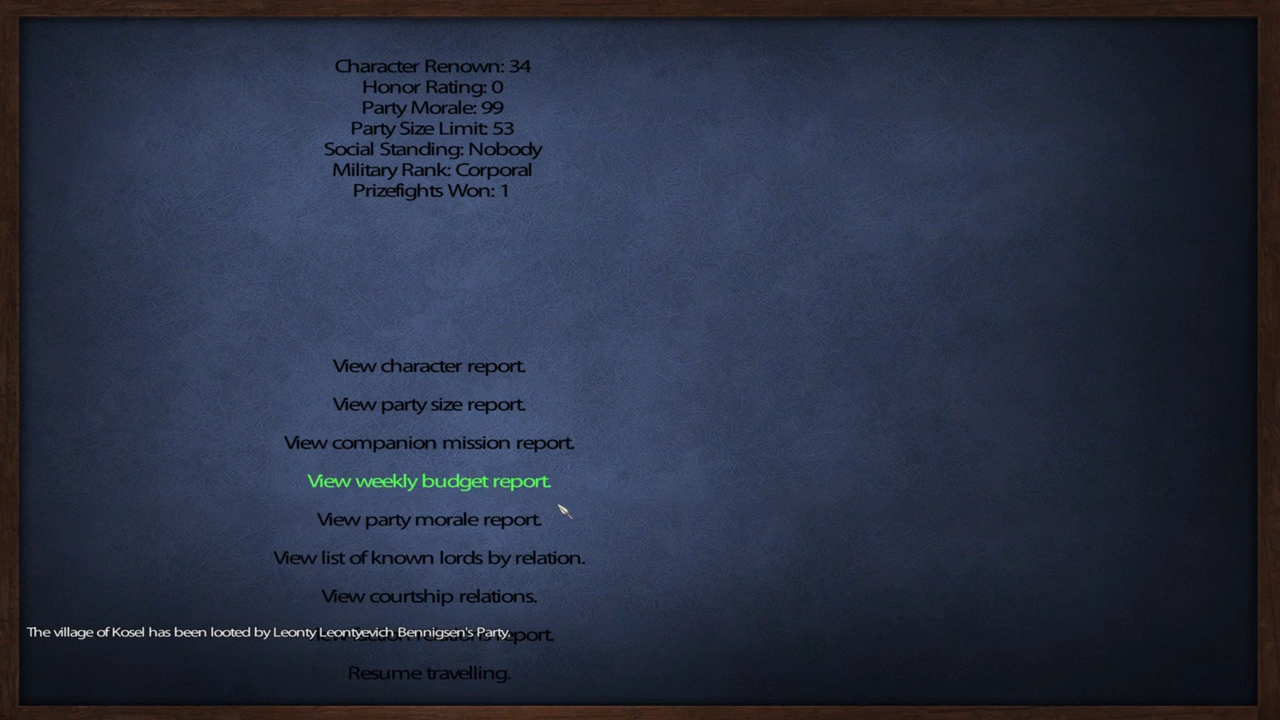 Character Renown: 34
Honor Rating: 0
Party Morale: 99
Party Size Limit: 53
Social Standing: Nobody
Military Rank: Corporal
Prizefights Won: 1
View character report.
View party size report.
View companion mission report.
View weekly budget report.
View party morale report.
View list of known lords by relation.
View courtship relations.
The village of Kosel has been looted by Leonty Leontyevich Bennigsen's Party.
report.
Resume travelling.